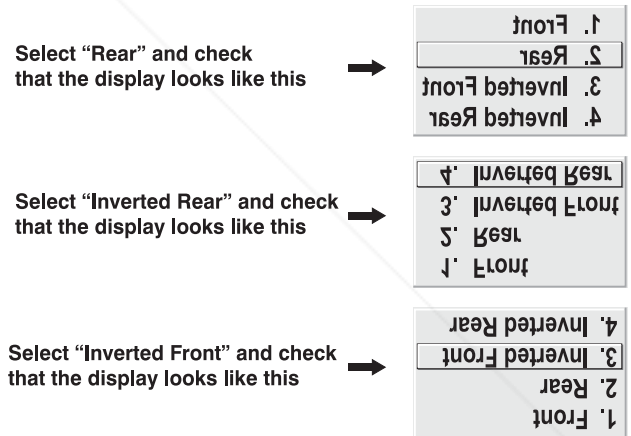 Select “Rear” and check
that the display looks like this
1. Front
2. Rear
3. Inverted Front
4. Inverted Rear
Select “Inverted Rear” and check
that the display looks like this
4. Inverted Rear
3. Inverted Front
2. Rear
1. Front
Select “Inverted Front” and check
that the display looks like this
4. Inverted Rear
3. Invreted Front
2. Rear
1. Front